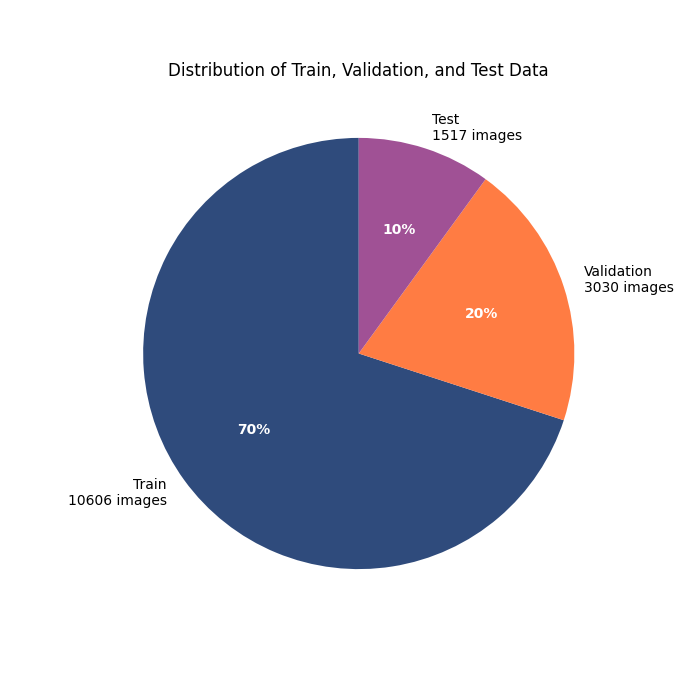 Distribution of Train, Validation, and Test Data
Test
1517 images
10%
Validation
3030 images
20%
70%
Train
10606 images